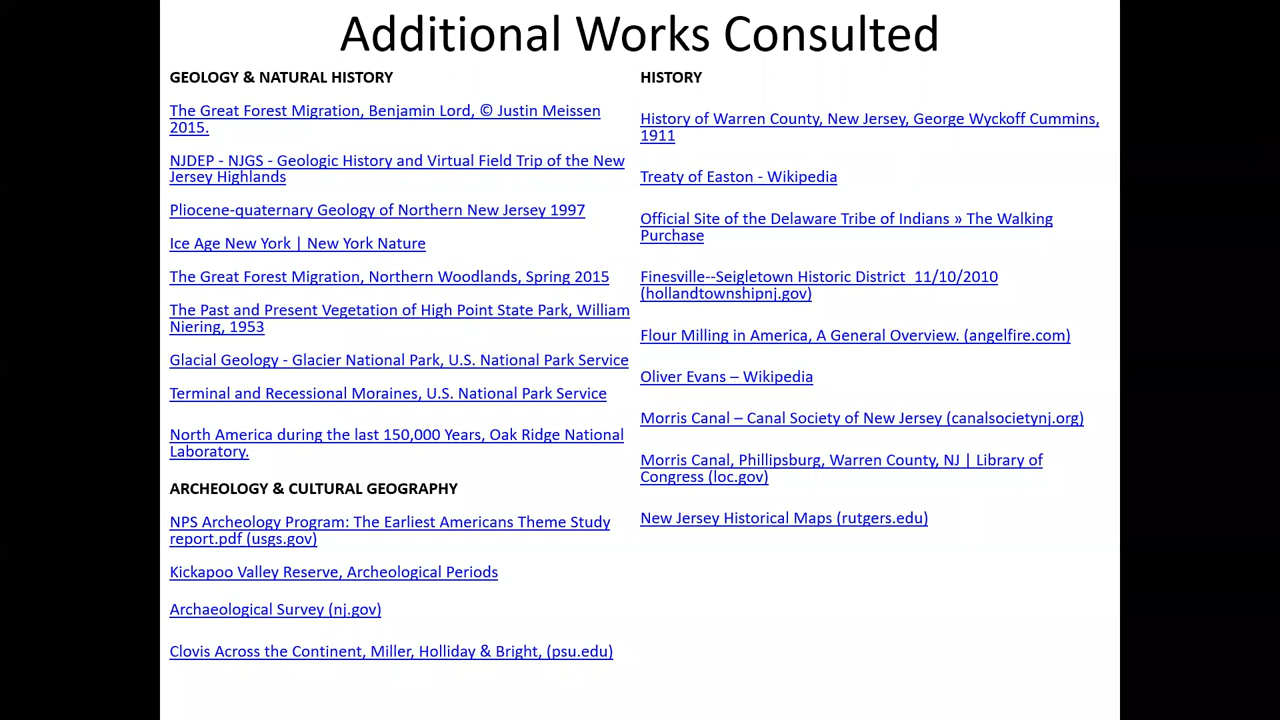 Additional Works Consulted
GEOLOGY & NATURAL HISTORY
The Great Forest Migration, Benjamin Lord, © Justin Meissen
2015.
NJDEP - NJGS - Geologic History and Virtual Field Trip of the New
Jersey Highlands
Pliocene-quaternary Geology of Northern New Jersey 1997
Ice Age New York | New York Nature
The Great Forest Migration, Northern Woodlands, Spring 2015
The Past and Present Vegetation of High Point State Park, William
Niering, 1953
Glacial Geology - Glacier National Park, U.S. National Park Service
Terminal and Recessional Moraines, U.S. National Park Service
North America during the last 150,000 Years, Oak Ridge National
Laboratory.
ARCHEOLOGY & CULTURAL GEOGRAPHY
NPS Archeology Program: The Earliest Americans Theme Study
report.pdf (usgs.gov)
Kickapoo Valley Reserve, Archeological Periods
Archaeological Survey (nj.gov)
Clovis Across the Continent, Miller, Holliday & Bright, (psu.edu)
HISTORY
History of Warren County, New Jersey, George Wyckoff Cummins,
1911
Treaty of Easton - Wikipedia
Official Site of the Delaware Tribe of Indians » The Walking
Purchase
Finesville--Seigletown Historic District  11/10/2010
(hollandtownshipnj.gov)
Flour Milling in America, A General Overview. (angelfire.com)
Oliver Evans – Wikipedia
Morris Canal – Canal Society of New Jersey (canalsocietynj.org)
Morris Canal, Phillipsburg, Warren County, NJ | Library of
Congress (loc.gov)
New Jersey Historical Maps (rutgers.edu)